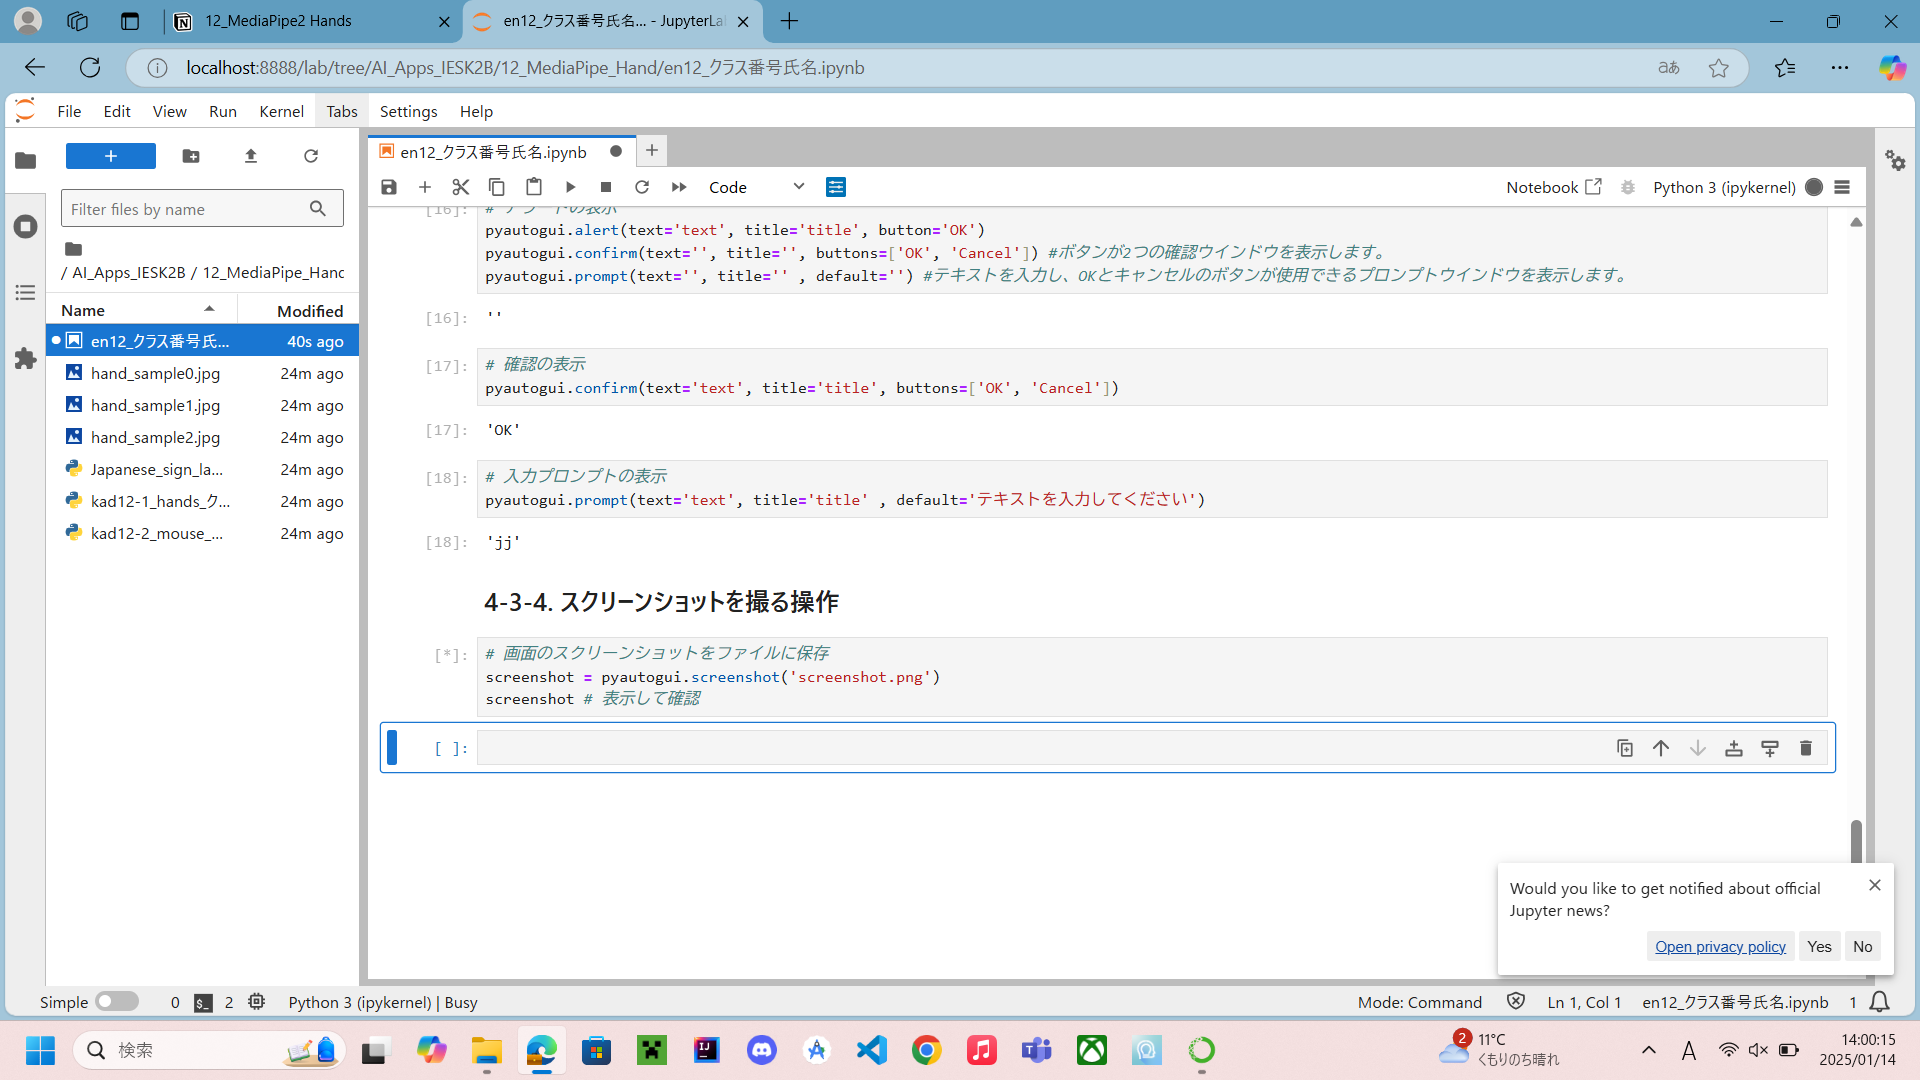 12_MediaPipe2 Hands
en12_クラス番号氏名... - JupyterLa
localhost:8888/lab/tree/AI_Apps_IESK2B/12_MediaPipe_Hand/en12_クラス番号氏名.ipynb
File Edit View Run Kernel Tabs Settings Help
en12_クラス番号氏名.ipynb
Code
Notebook
Python 3 (ipykernel)
Filter files by name
/ AI_Apps_IESK2B / 12_MediaPipe_Hand
Name Modified
en12_クラス番号氏... 40s ago
hand_sample0.jpg 24m ago
hand_sample1.jpg 24m ago
hand_sample2.jpg 24m ago
Japanese_sign_la... 24m ago
kad12-1_hands_ク... 24m ago
kad12-2_mouse_... 24m ago
[16]: # アラートの表示
pyautogui.alert(text='text', title='title', button='OK')
pyautogui.confirm(text='', title='', buttons=['OK', 'Cancel']) #ボタンが2つの確認ウインドウを表示します。
pyautogui.prompt(text='', title='' , default='') #テキストを入力し、OKとキャンセルのボタンが使用できるプロンプトウインドウを表示します。
[16]: ''
[17]: # 確認の表示
pyautogui.confirm(text='text', title='title', buttons=['OK', 'Cancel'])
[17]: 'OK'
[18]: # 入力プロンプトの表示
pyautogui.prompt(text='text', title='title' , default='テキストを入力してください')
[18]: 'jj'
4-3-4. スクリーンショットを撮る操作
[*]: # 画面のスクリーンショットをファイルに保存
screenshot = pyautogui.screenshot('screenshot.png')
screenshot # 表示して確認
[ ]:
Would you like to get notified about official
Jupyter news?
Open privacy policy Yes No
Simple 0 2 Python 3 (ipykernel) | Busy
Mode: Command Ln 1, Col 1 en12_クラス番号氏名.ipynb 1
検索
2
11°C
くもりのち晴れ
A
14:00:15
2025/01/14